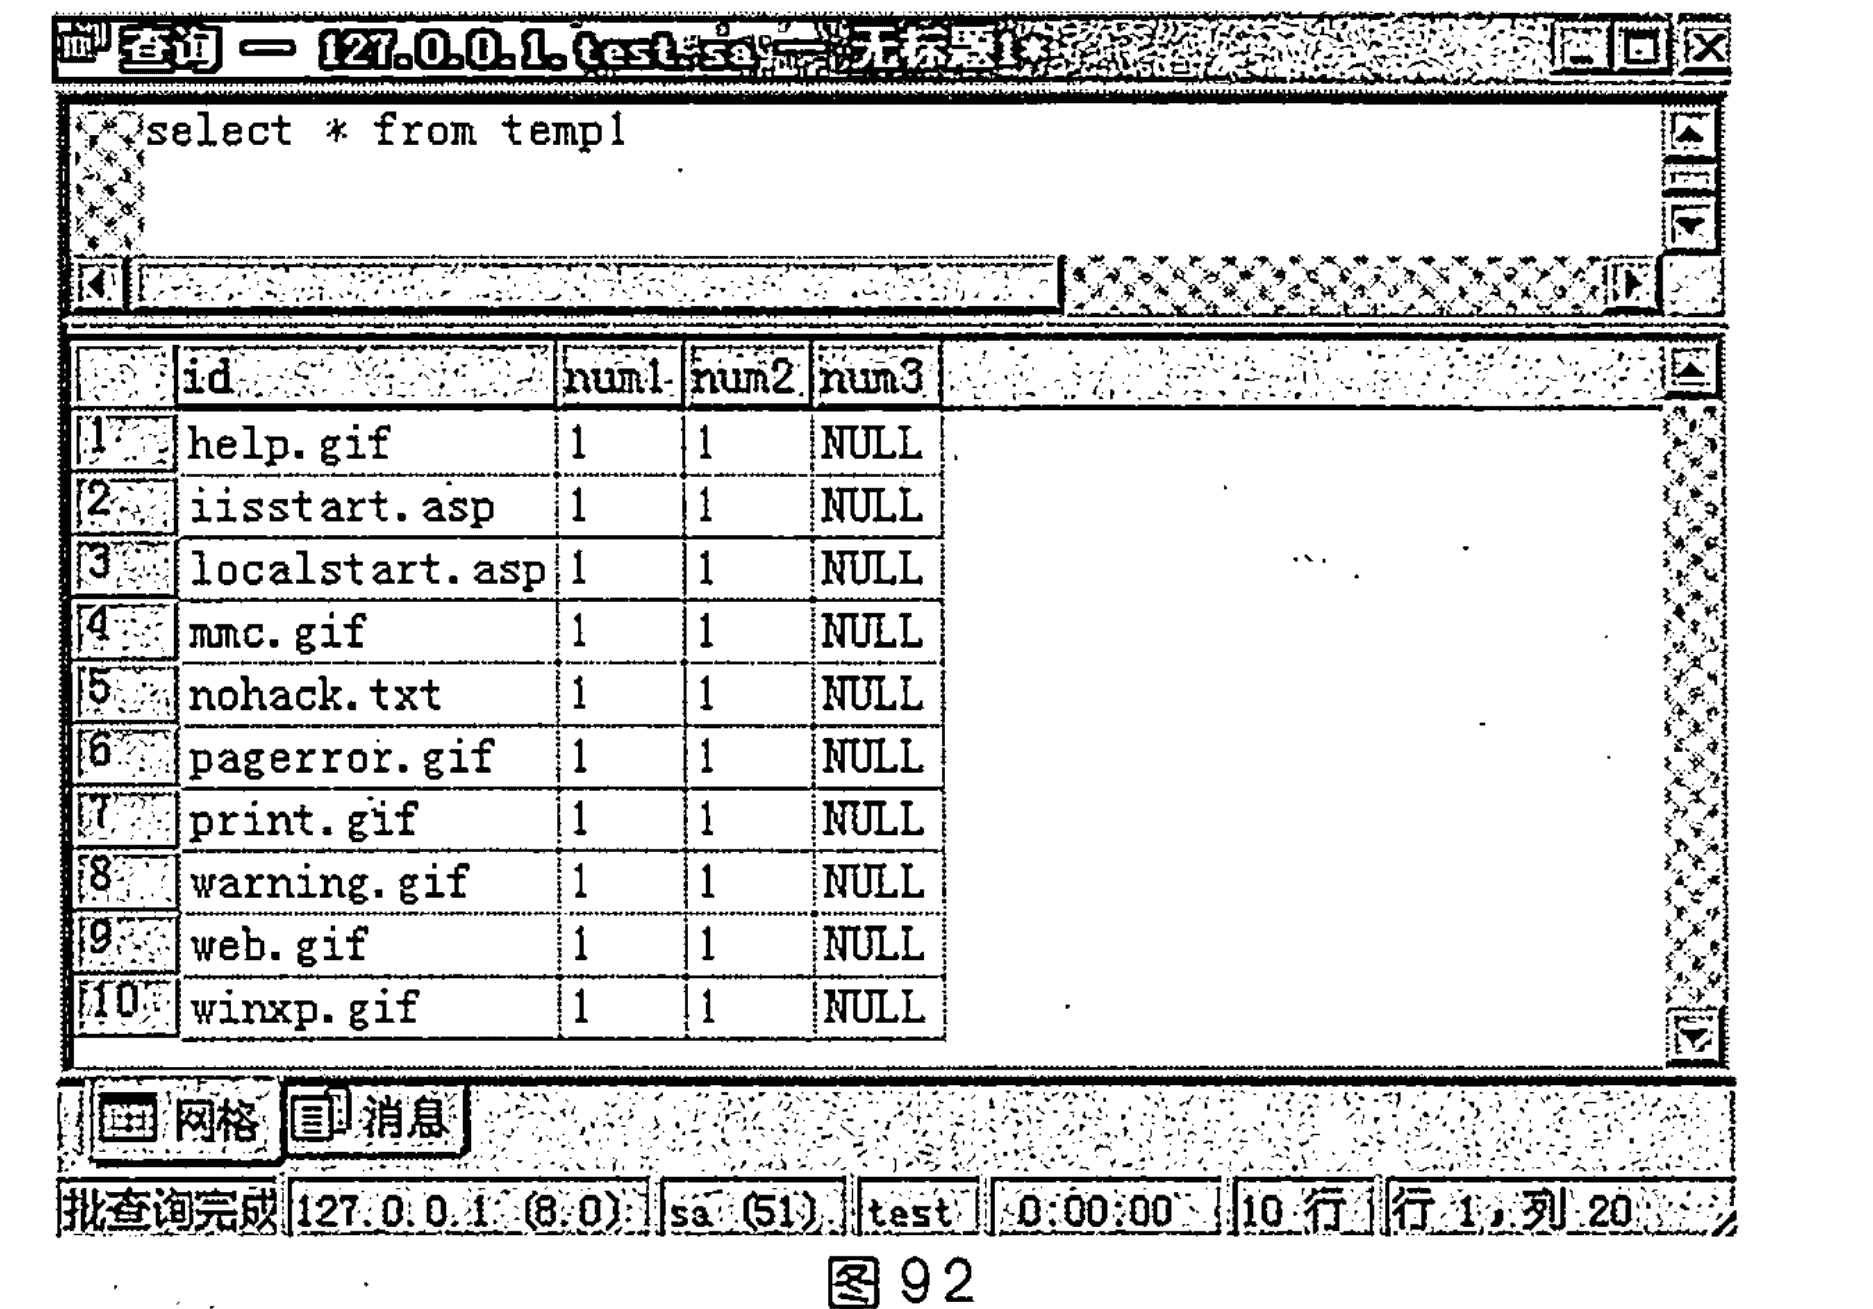 查询 — 127.0.0.1.test.sa — 无标题1*
select * from temp1
id num1 num2 num3
1 help.gif 1 1 NULL
2 iisstart.asp 1 1 NULL
3 localstart.asp 1 1 NULL
4 mmc.gif 1 1 NULL
5 nohack.txt 1 1 NULL
6 pagerror.gif 1 1 NULL
7 print.gif 1 1 NULL
8 warning.gif 1 1 NULL
9 web.gif 1 1 NULL
10 winxp.gif 1 1 NULL
网格 消息
批查询完成 127.0.0.1 (8.0) sa (51) test 0:00:00 10 行 行 1, 列 20
图92